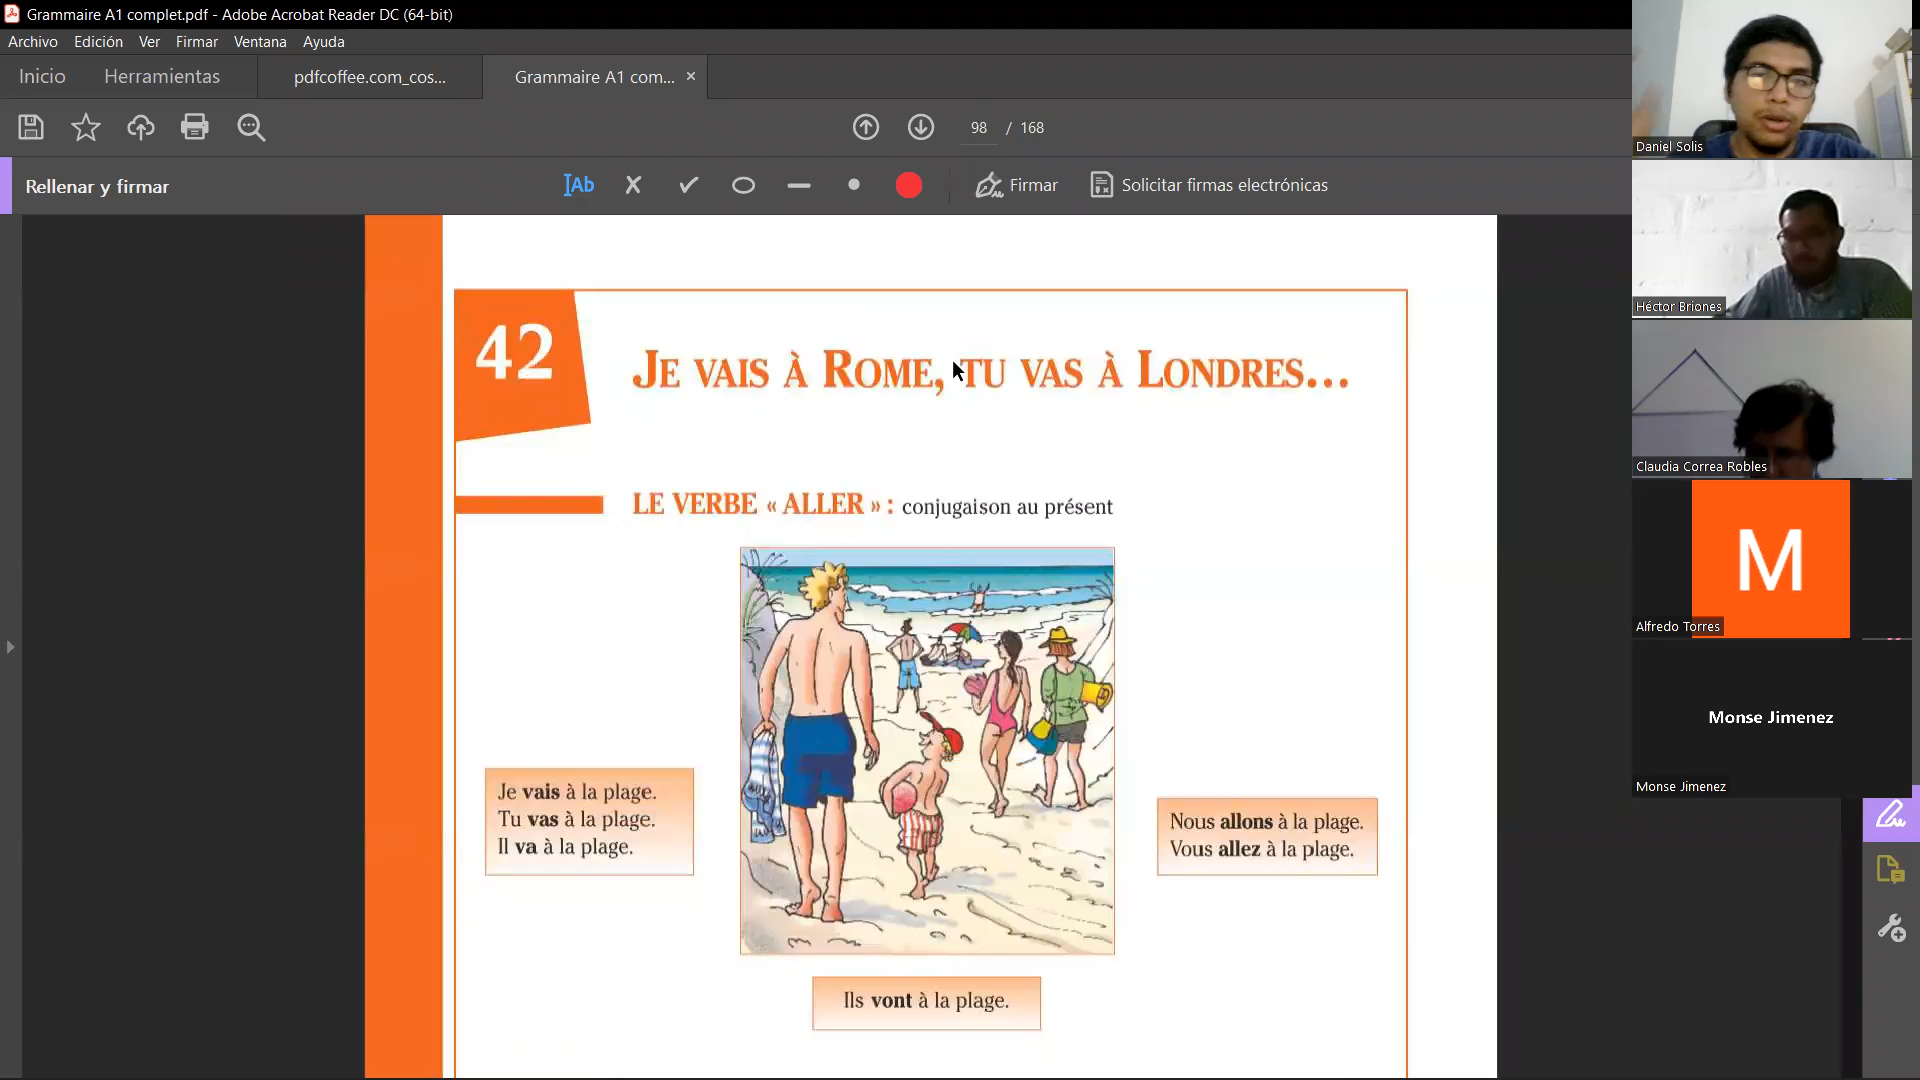 Grammaire A1 complet.pdf - Adobe Acrobat Reader DC (64-bit)
Archivo Edición Ver Firmar Ventana Ayuda
Inicio Herramientas pdfcoffee.com_cos... Grammaire A1 com... ×
98 / 168
Rellenar y firmar
Ab
Firmar
Solicitar firmas electrónicas
42
JE VAIS À ROME, TU VAS À LONDRES...
LE VERBE « ALLER » : conjugaison au présent
Je vais à la plage.
Tu vas à la plage.
Il va à la plage.
Nous allons à la plage.
Vous allez à la plage.
Ils vont à la plage.
Daniel Solis
Héctor Briones
Claudia Correa Robles
M
Alfredo Torres
Monse Jimenez
Monse Jimenez